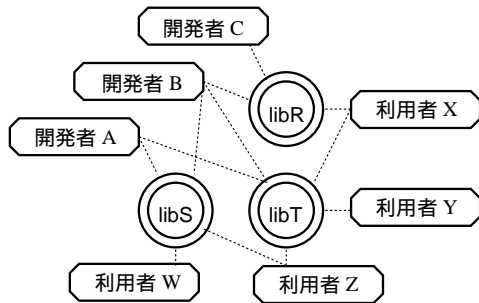 開発者 C
開発者 B
libR
利用者 X
開発者 A
libS
libT
利用者 Y
利用者 W
利用者 Z